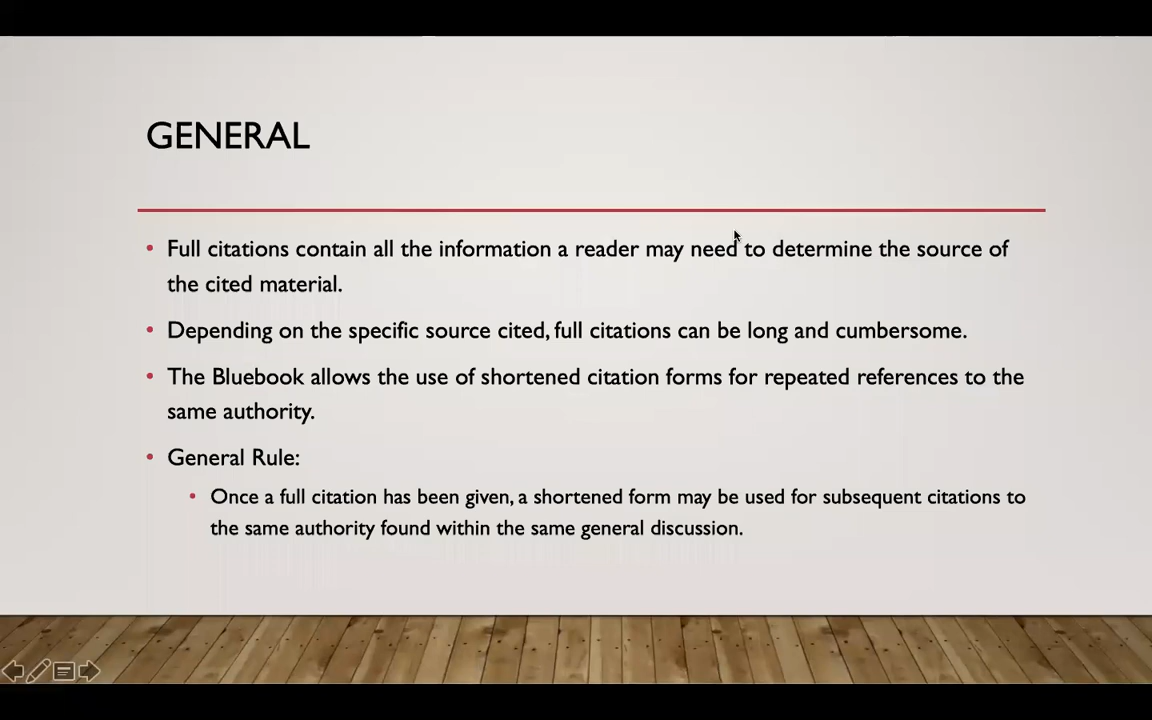 GENERAL
• Full citations contain all the information a reader may need to determine the source of
the cited material.
• Depending on the specific source cited, full citations can be long and cumbersome.
• The Bluebook allows the use of shortened citation forms for repeated references to the
same authority.
• General Rule:
• Once a full citation has been given, a shortened form may be used for subsequent citations to
the same authority found within the same general discussion.